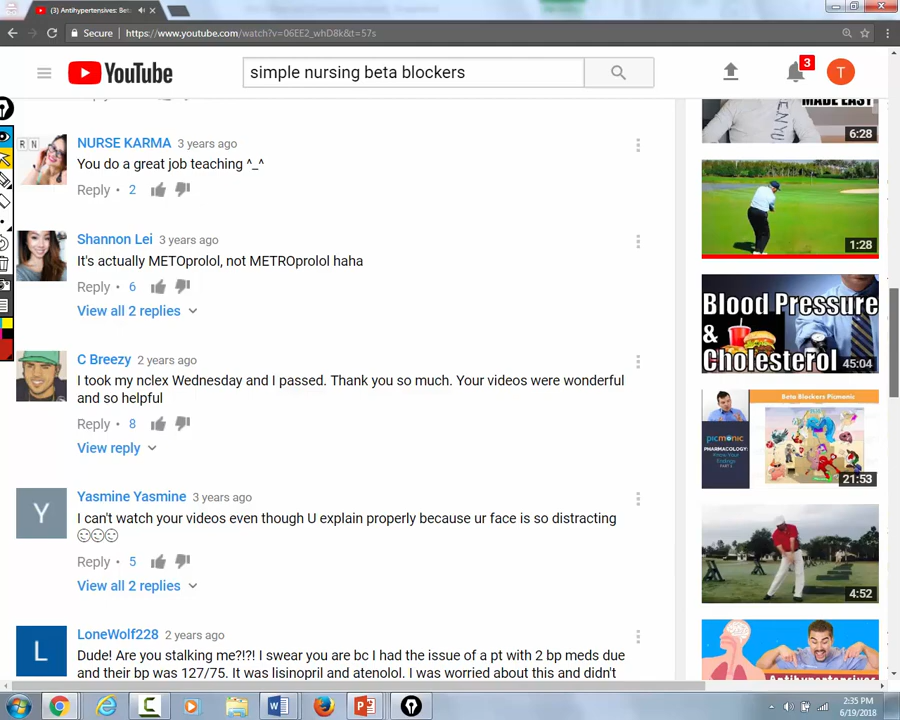 (3) Antihypertensives: Bet
Secure | https://www.youtube.com/watch?v=06EE2_whD8k&t=57s
YouTube
simple nursing beta blockers
3
T
MADE EASY
6:28
R N
NURSE KARMA 3 years ago
You do a great job teaching ^_^
Reply • 2
1:28
Shannon Lei 3 years ago
It's actually METOprolol, not METROprolol haha
Reply • 6
View all 2 replies
Blood Pressure
&
Cholesterol
45:04
C Breezy 2 years ago
I took my nclex Wednesday and I passed. Thank you so much. Your videos were wonderful
and so helpful
Reply • 8
View reply
Beta Blockers Picmonic
picmonic
PHARMACOLOGY:
21:53
Y
Yasmine Yasmine 3 years ago
I can't watch your videos even though U explain properly because ur face is so distracting
Reply • 5
View all 2 replies
4:52
L
LoneWolf228 2 years ago
Dude! Are you stalking me?!?! I swear you are bc I had the issue of a pt with 2 bp meds due
and their bp was 127/75. It was lisinopril and atenolol. I was worried about this and didn't
2:35 PM
6/19/2018